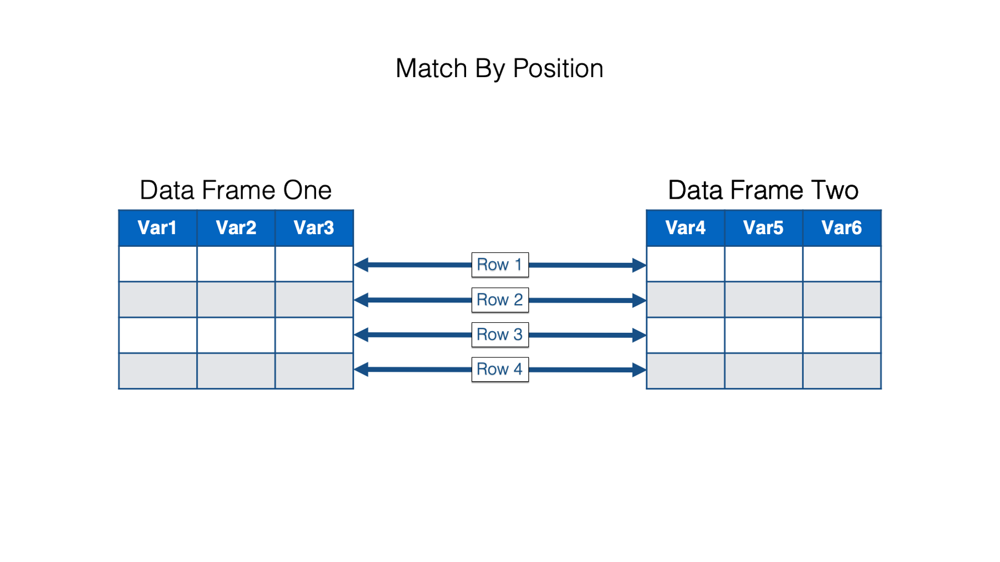 Match By Position
Data Frame One
Var1 Var2 Var3
Data Frame Two
Var4 Var5 Var6
Row 1
Row 2
Row 3
Row 4